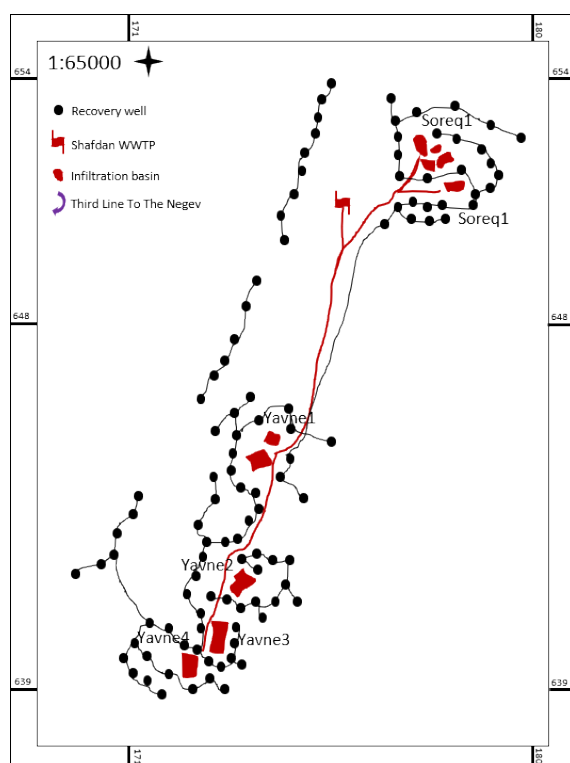 171
180
654
654
1:65000
Recovery well
Shafdan WWTP
Infiltration basin
Third Line To The Negev
Soreq1
Soreq1
648
648
Yavne1
Yavne2
Yavne4
Yavne3
639
639
171
180